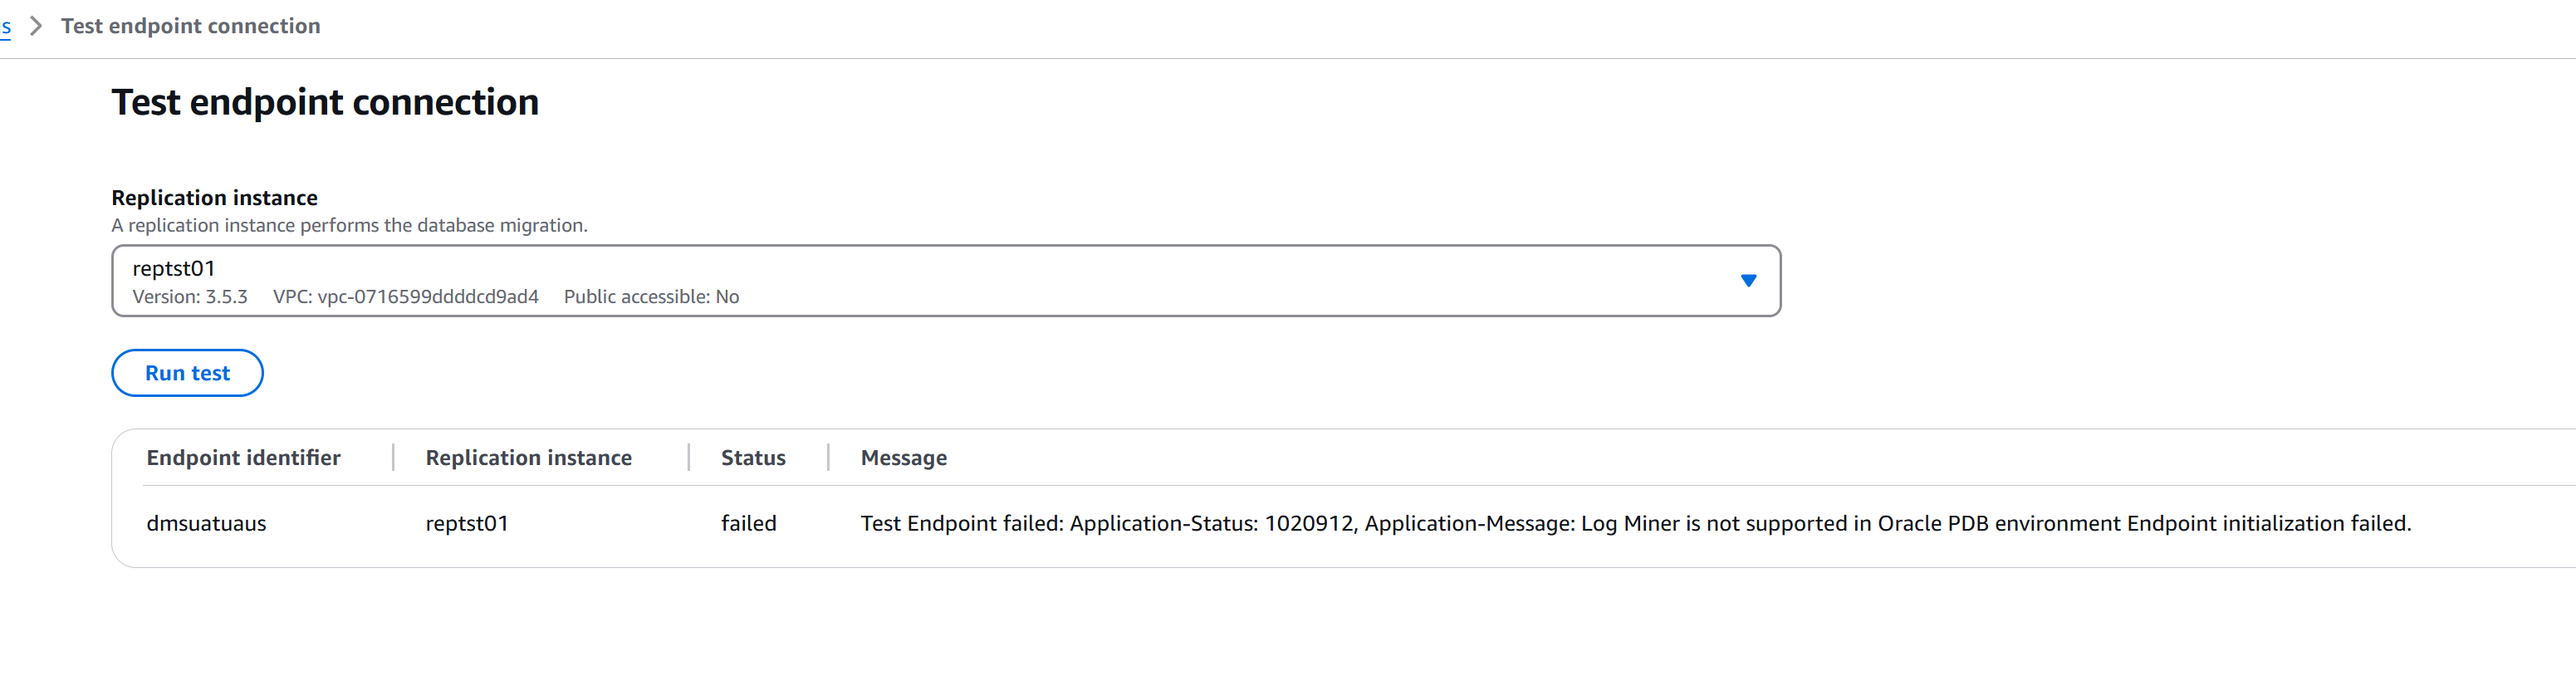 s > Test endpoint connection
Test endpoint connection
Replication instance
A replication instance performs the database migration.
reptst01
Version: 3.5.3 VPC: vpc-0716599ddddcd9ad4 Public accessible: No
Run test
Endpoint identifier Replication instance Status Message
dmsuatuaus reptst01 failed Test Endpoint failed: Application-Status: 1020912, Application-Message: Log Miner is not supported in Oracle PDB environment Endpoint initialization failed.